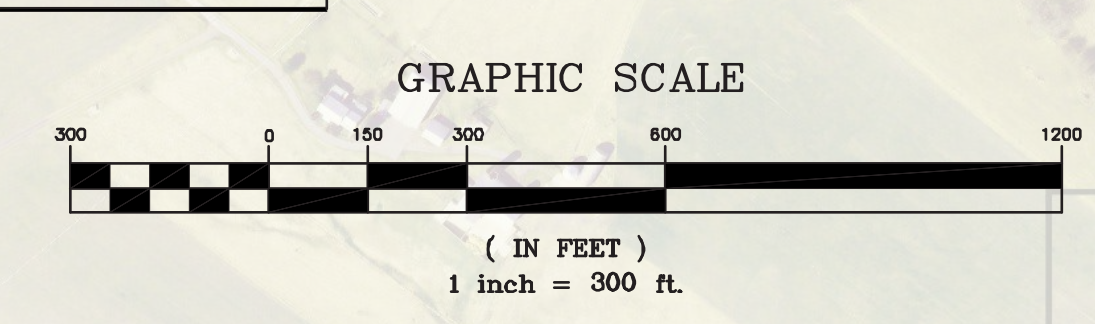 GRAPHIC SCALE
300 0 150 300 600 1200
( IN FEET )
1 inch = 300 ft.